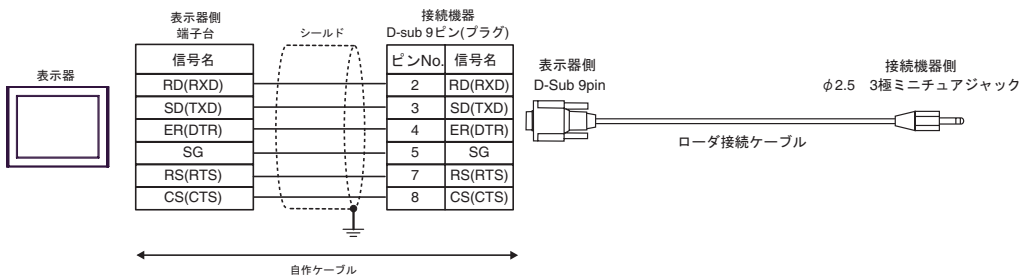 表示器
表示器側
端子台
シールド
接続機器
D-sub 9ピン(プラグ)
信号名
ピンNo. 信号名
RD(RXD) 2 RD(RXD)
SD(TXD) 3 SD(TXD)
ER(DTR) 4 ER(DTR)
SG 5 SG
RS(RTS) 7 RS(RTS)
CS(CTS) 8 CS(CTS)
自作ケーブル
表示器側
D-Sub 9pin
ローダ接続ケーブル
接続機器側
φ2.5 3極ミニチュアジャック